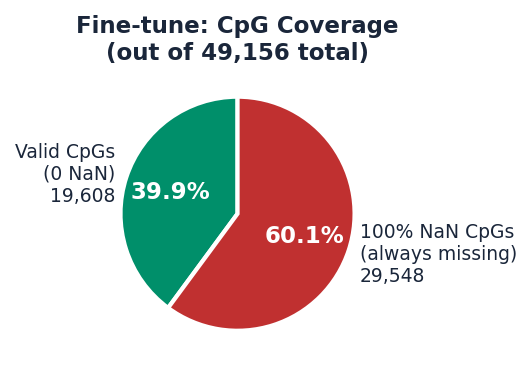 Fine-tune: CpG Coverage
(out of 49,156 total)
Valid CpGs
(0 NaN)
19,608
39.9%
60.1%
100% NaN CpGs
(always missing)
29,548